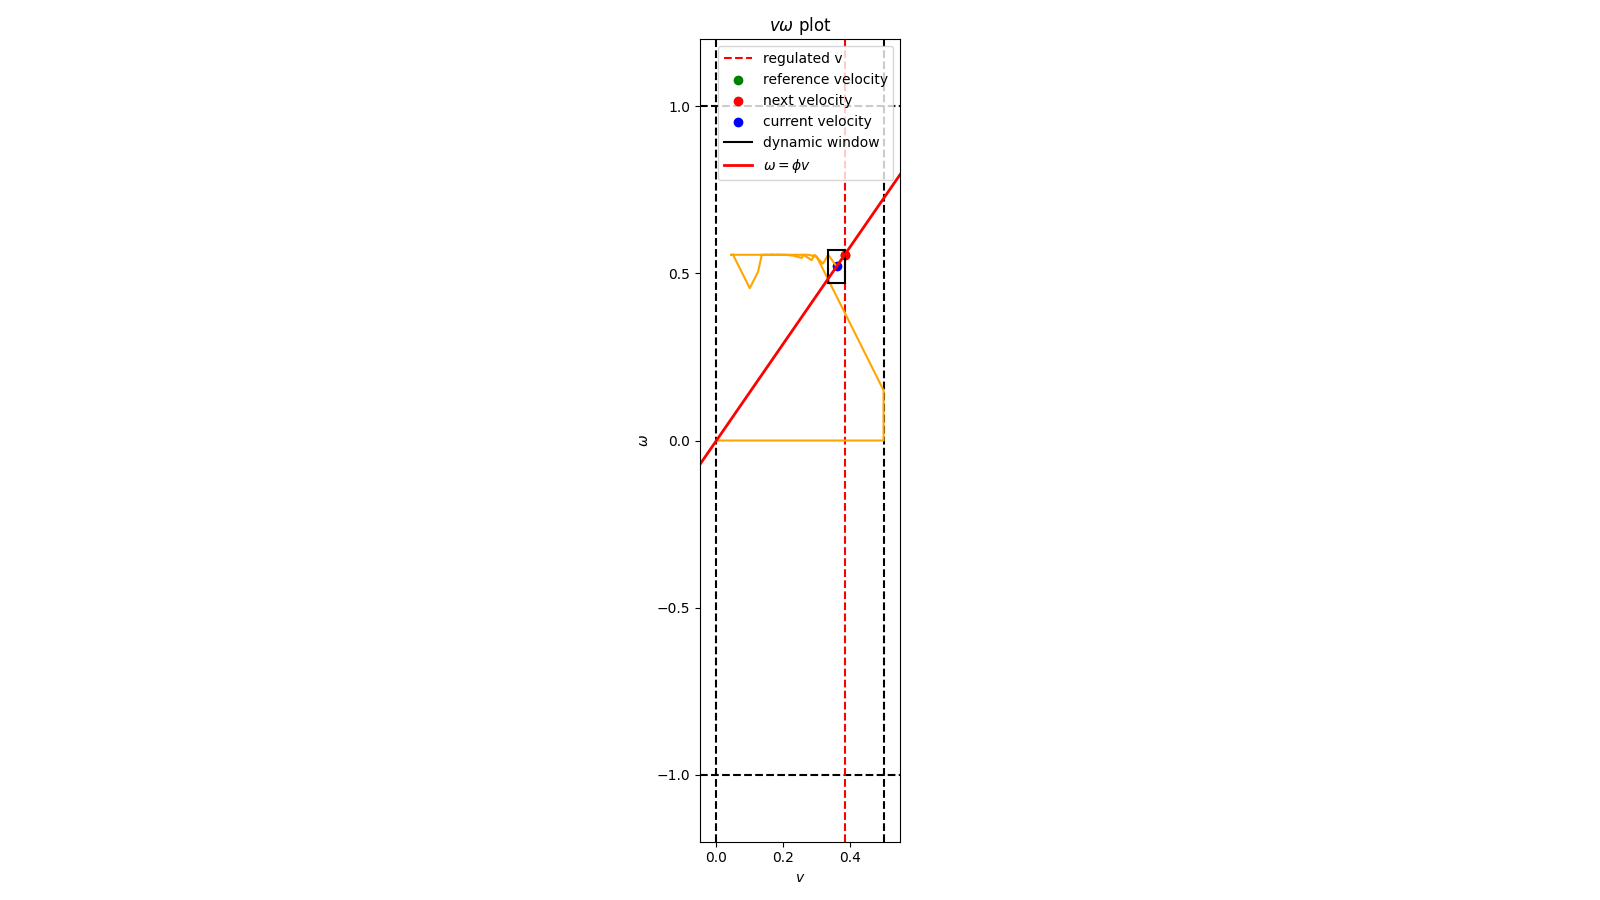 vω plot
regulated v
reference velocity
next velocity
current velocity
dynamic window
ω = ϕv
1.0
0.5
0.0
−0.5
−1.0
ω
0.0 0.2 0.4
v